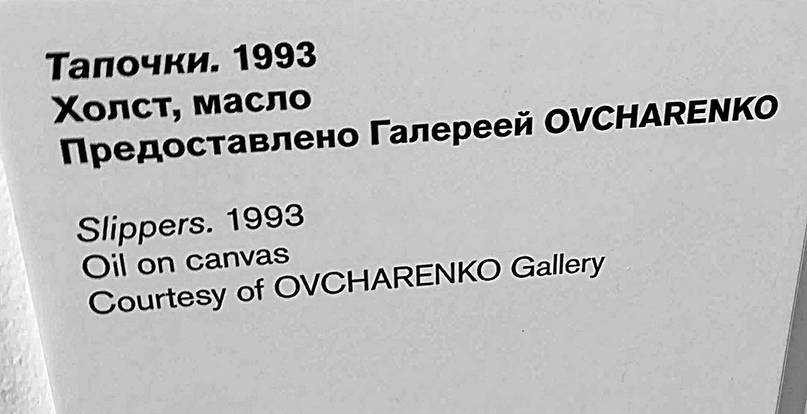 Тапочки. 1993
Холст, масло
Предоставлено Галереей OVCHARENKO
Slippers. 1993
Oil on canvas
Courtesy of OVCHARENKO Gallery